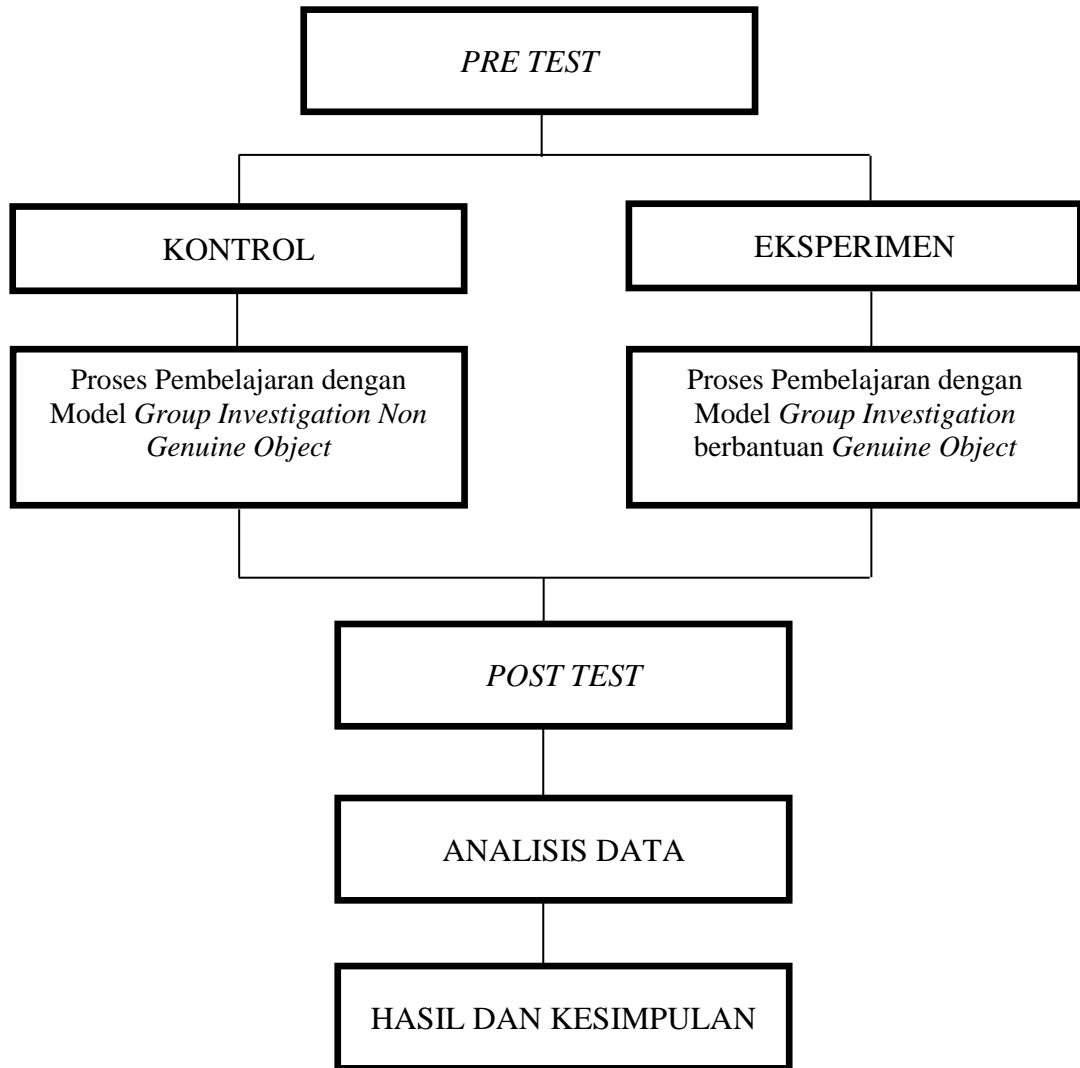 PRE TEST
KONTROL
EKSPERIMEN
Proses Pembelajaran dengan
Model Group Investigation Non
Genuine Object
Proses Pembelajaran dengan
Model Group Investigation
berbantuan Genuine Object
POST TEST
ANALISIS DATA
HASIL DAN KESIMPULAN